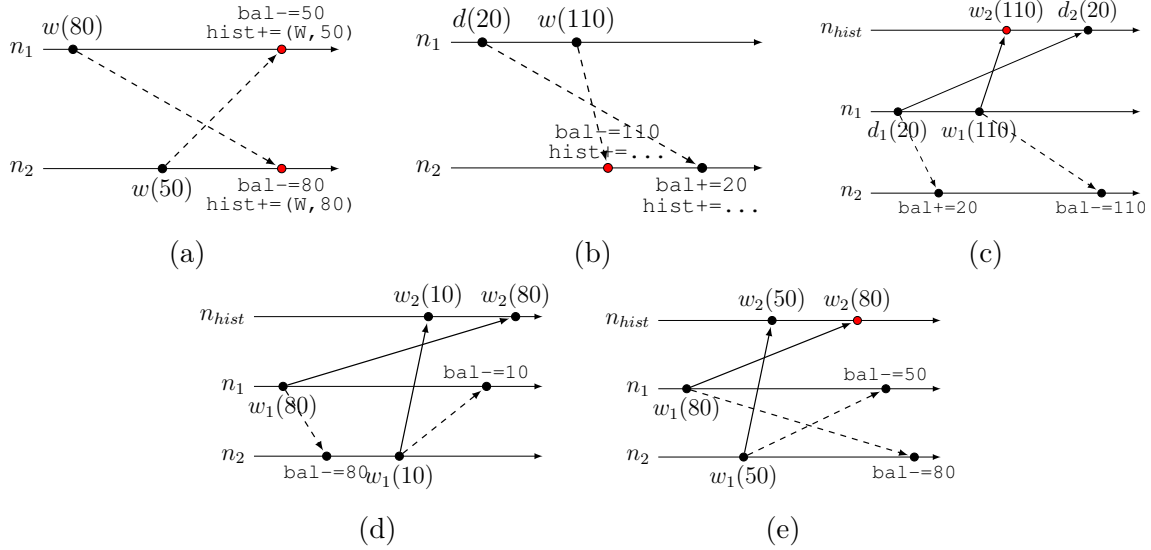 bal-=50
w(80) hist+=(W,50)
n1
n2
w(50) bal-=80
hist+=(W,80)
(a)
d(20) w(110)
n1
bal-=110
hist+=...
n2
bal+=20
hist+=...
(b)
w2(110) d2(20)
nhist
n1
d1(20) w1(110)
n2
bal+=20 bal-=110
(c)
w2(10) w2(80)
nhist
n1 bal-=10
w1(80)
n2
bal-=80 w1(10)
(d)
w2(50) w2(80)
nhist
n1 bal-=50
w1(80)
n2
w1(50) bal-=80
(e)